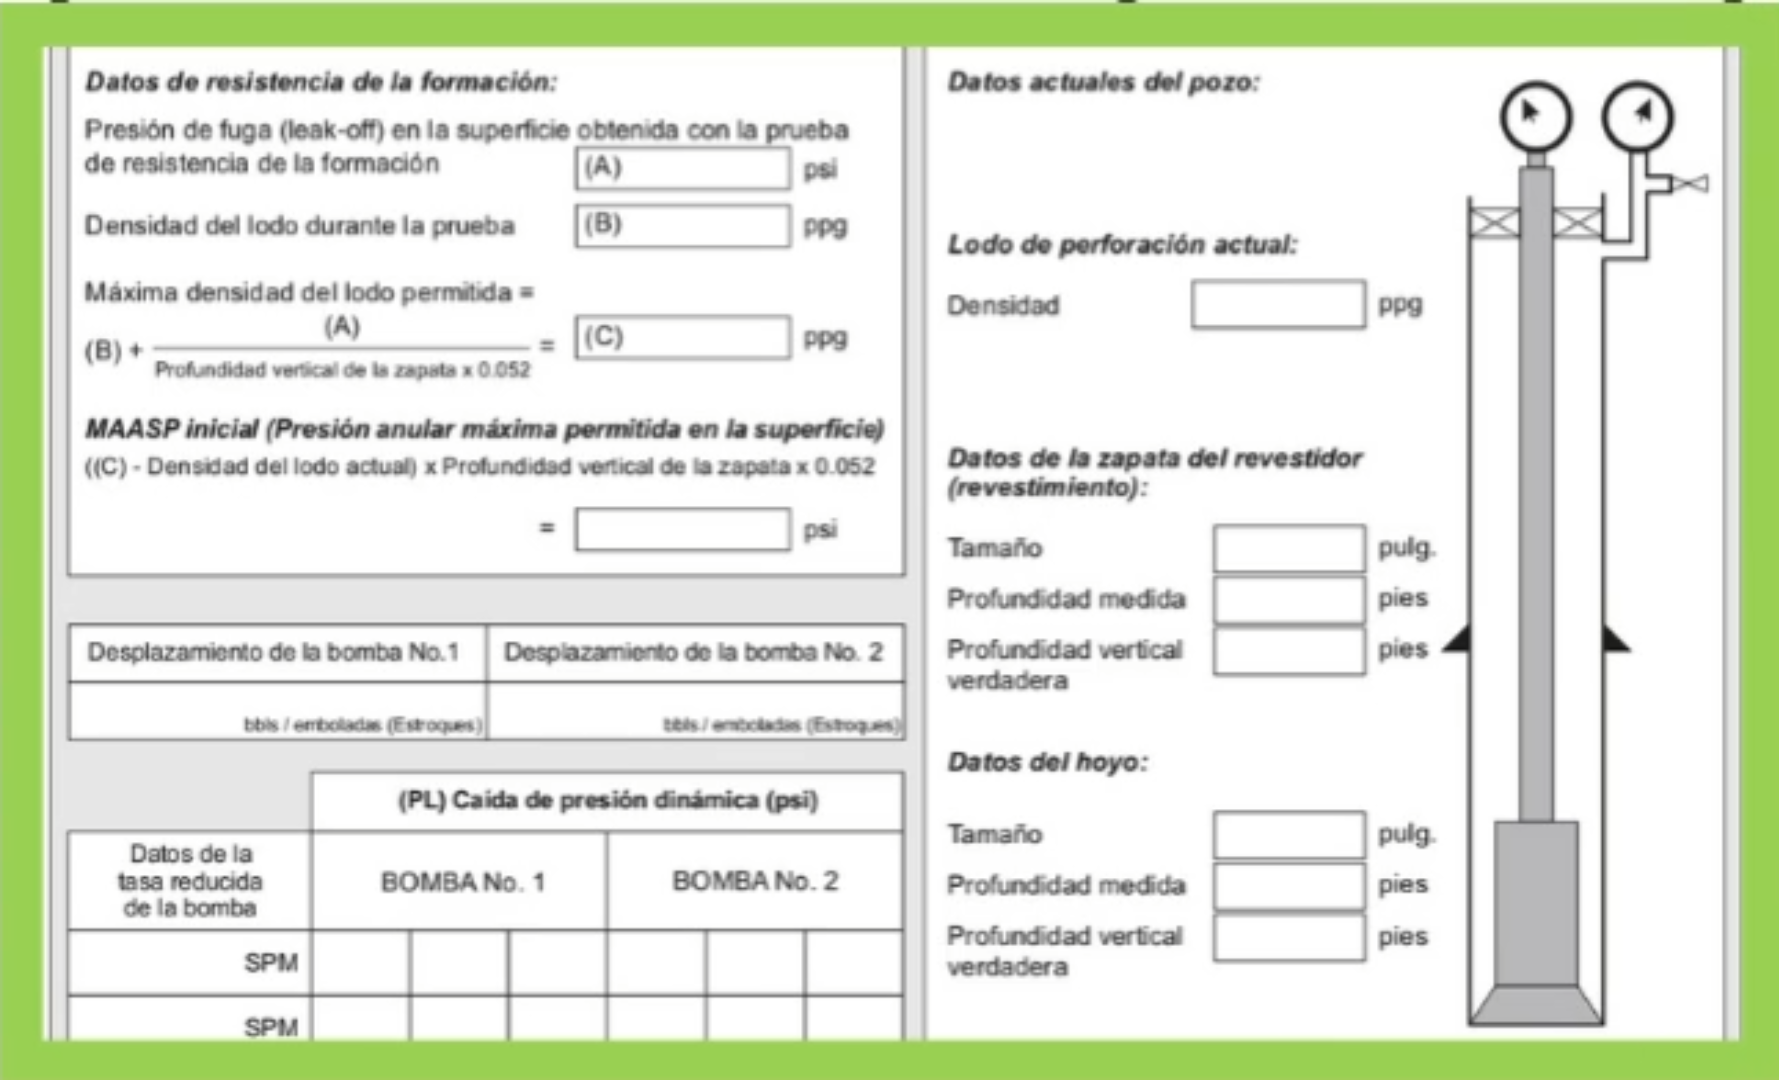 Datos de resistencia de la formación:
Presión de fuga (leak-off) en la superficie obtenida con la prueba
de resistencia de la formación (A) psi
Densidad del lodo durante la prueba (B) ppg
Máxima densidad del lodo permitida =
(A)
(B) + = (C) ppg
Profundidad vertical de la zapata x 0.052
MAASP inicial (Presión anular máxima permitida en la superficie)
((C) - Densidad del lodo actual) x Profundidad vertical de la zapata x 0.052
= psi
Desplazamiento de la bomba No.1 Desplazamiento de la bomba No. 2
bbls / emboladas (Estroques) bbls / emboladas (Estroques)
(PL) Caída de presión dinámica (psi)
Datos de la
tasa reducida
de la bomba
BOMBA No. 1 BOMBA No. 2
SPM
SPM
Datos actuales del pozo:
Lodo de perforación actual:
Densidad ppg
Datos de la zapata del revestidor
(revestimiento):
Tamaño pulg.
Profundidad medida pies
Profundidad vertical pies
verdadera
Datos del hoyo:
Tamaño pulg.
Profundidad medida pies
Profundidad vertical pies
verdadera